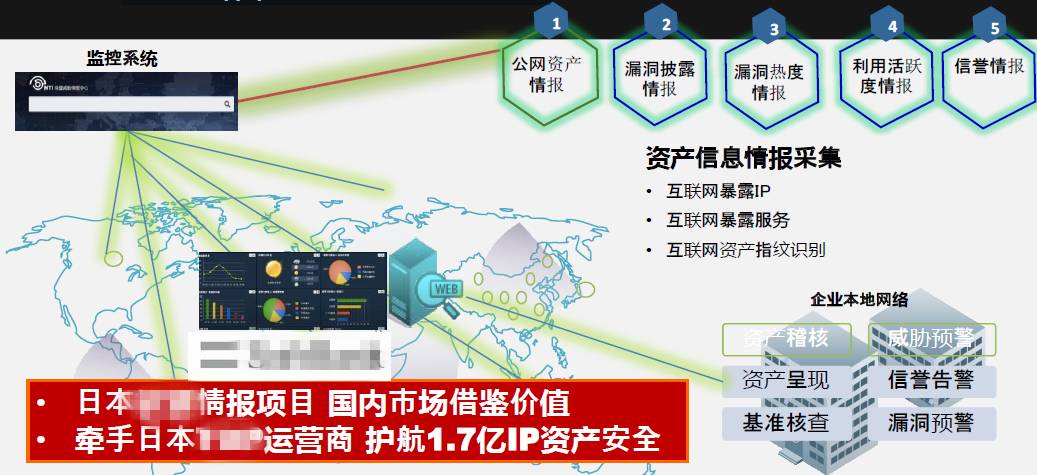 监控系统
NTI
1
公网资产
情报
2
漏洞披露
情报
3
漏洞热度
情报
4
利用活跃
度情报
5
信誉情报
资产信息情报采集
• 互联网暴露IP
• 互联网暴露服务
• 互联网资产指纹识别
WEB
企业本地网络
资产稽核
威胁预警
资产呈现
信誉告警
基准核查
漏洞预警
• 日本 情报项目 国内市场借鉴价值
• 牵手日本 运营商 护航1.7亿IP资产安全